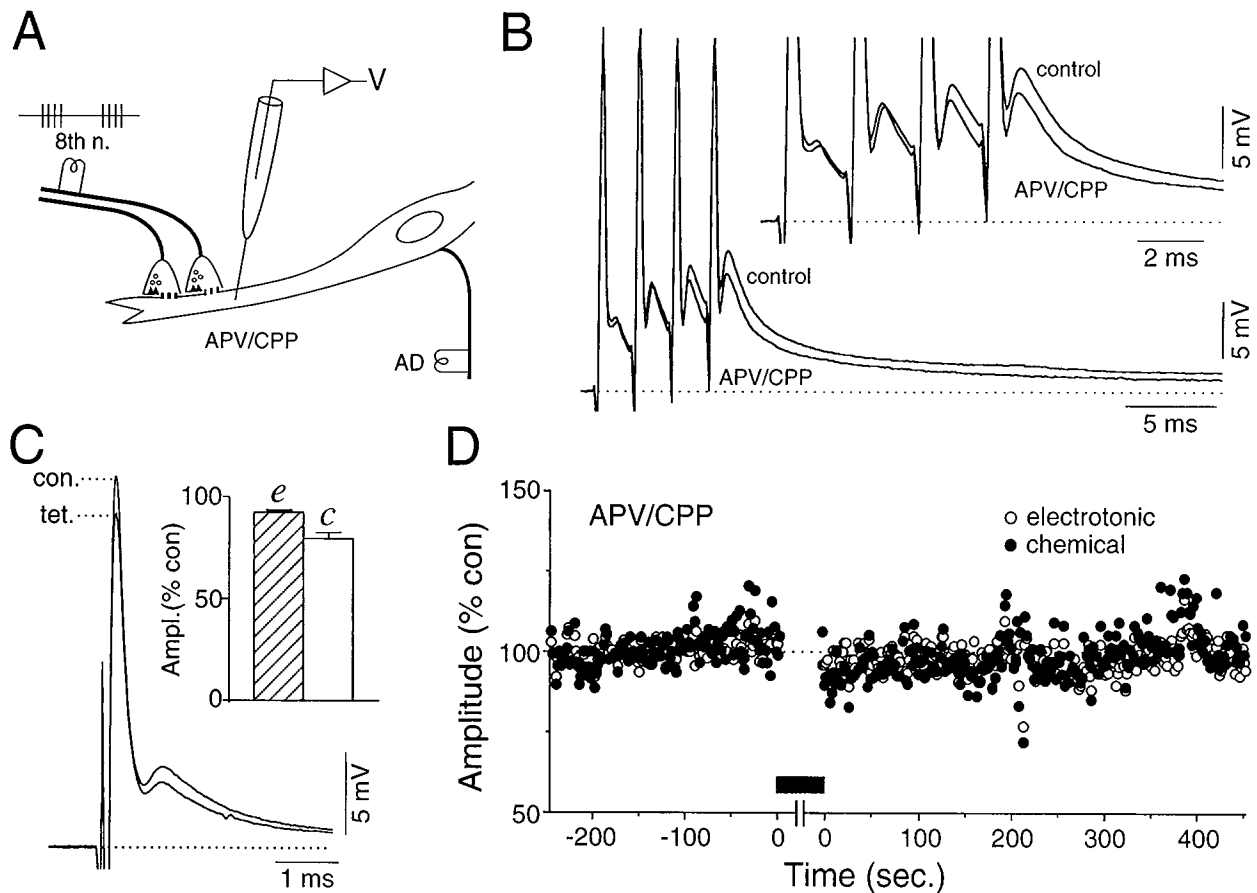 A
V
8th n.
APV/CPP
AD
B
control
APV/CPP
5 mV
2 ms
control
APV/CPP
5 mV
5 ms
C
con.
tet.
100
50
0
Ampl.(% con)
e
c
5 mV
1 ms
D
150
100
50
Amplitude (% con)
APV/CPP
electrotonic
chemical
-200 -100 0 0 100 200 300 400
Time (sec.)